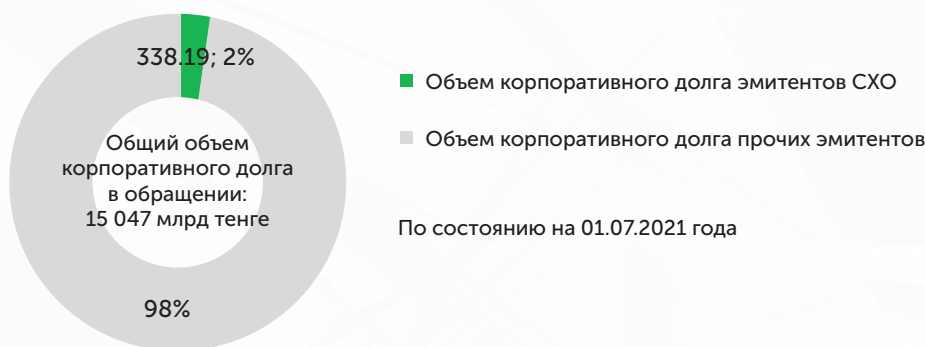 338.19; 2%
Общий объем
корпоративного долга
в обращении:
15 047 млрд тенге
98%
Объем корпоративного долга эмитентов СХО
Объем корпоративного долга прочих эмитентов
По состоянию на 01.07.2021 года